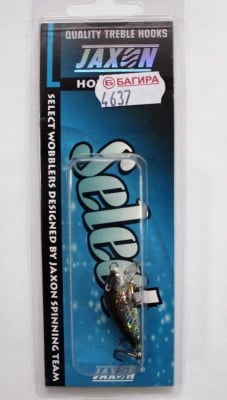 QUALITY TREBLE HOOKS
JAXON
HO
БАГИРА
4637
Select
SELECT WOBBLERS DESIGNED BY JAXON SPINNING TEAM
JAXON